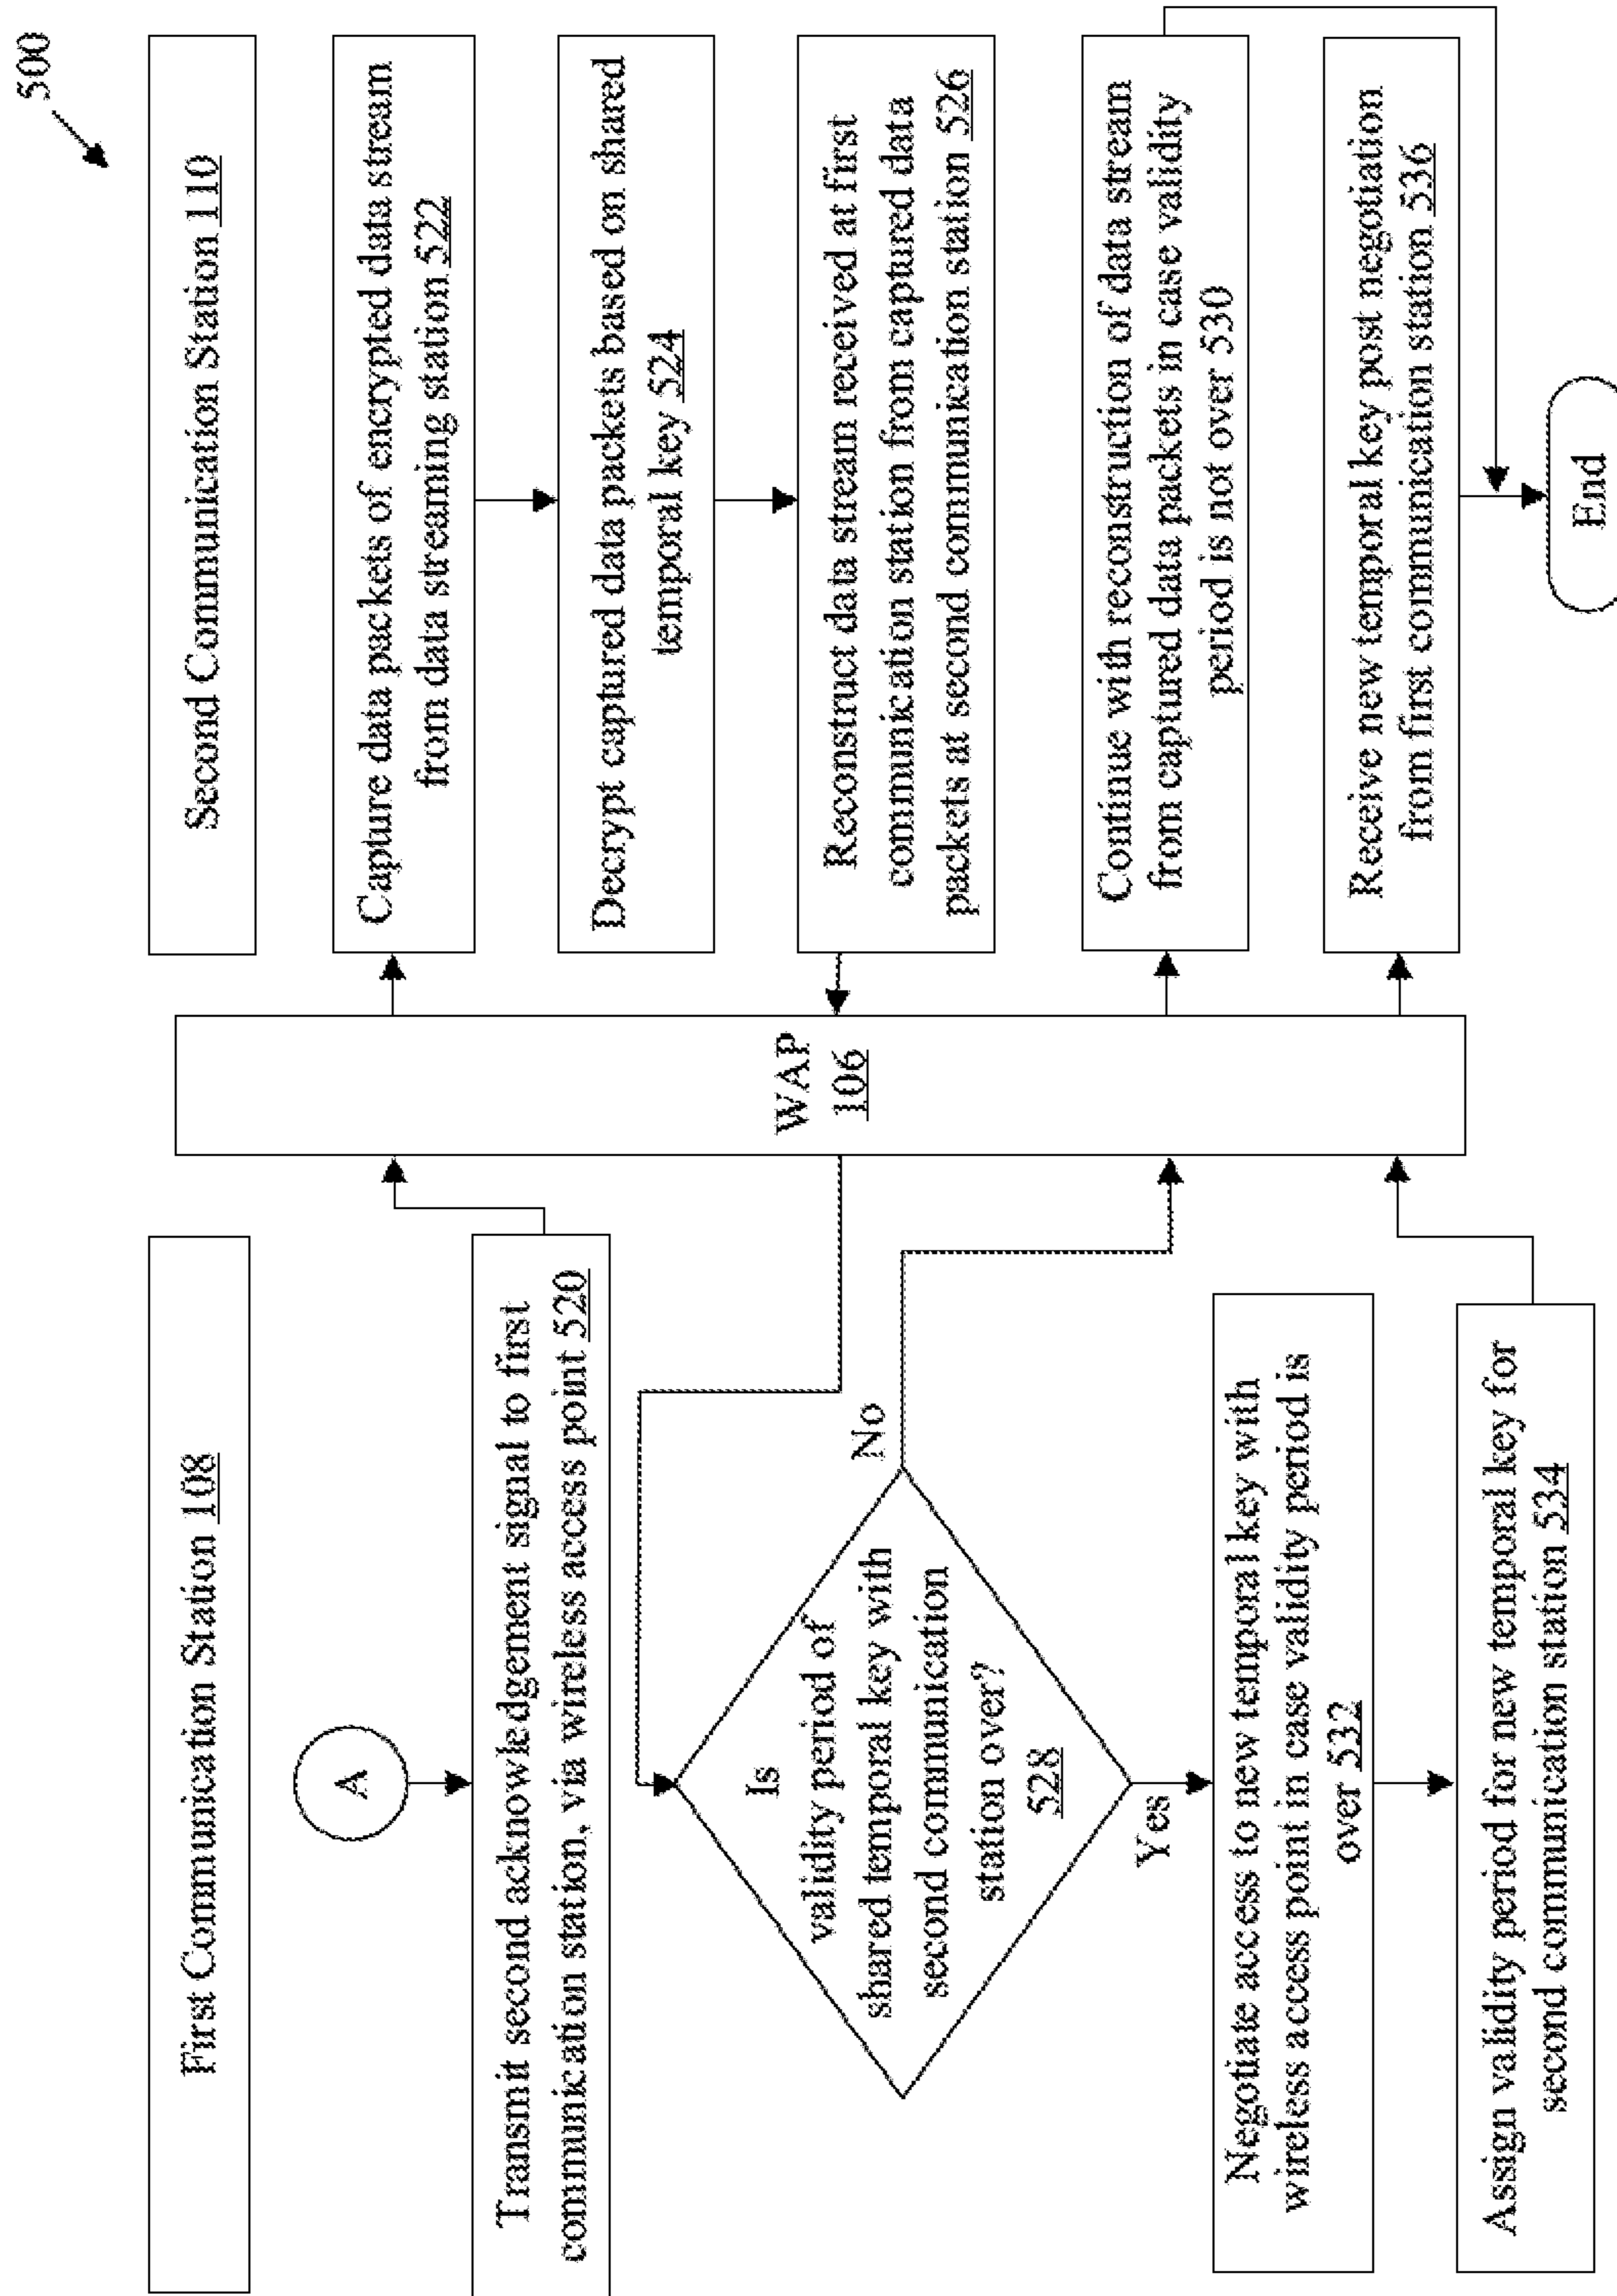 500
First Communication Station 108
Second Communication Station 110
A
Transmit second acknowledgement signal to first
communication station, via wireless access point 520
WAP
106
Capture data packets of encrypted data stream
from data streaming station 522
Decrypt captured data packets based on shared
temporal key 524
Reconstruct data stream received at first
communication station from captured data
packets at second communication station 526
Is
validity period of
shared temporal key with
second communication
station over?
528
No
Yes
Continue with reconstruction of data stream
from captured data packets in case validity
period is not over 530
Negotiate access to new temporal key with
wireless access point in case validity period is
over 532
Assign validity period for new temporal key for
second communication station 534
Receive new temporal key post negotiation
from first communication station 536
End